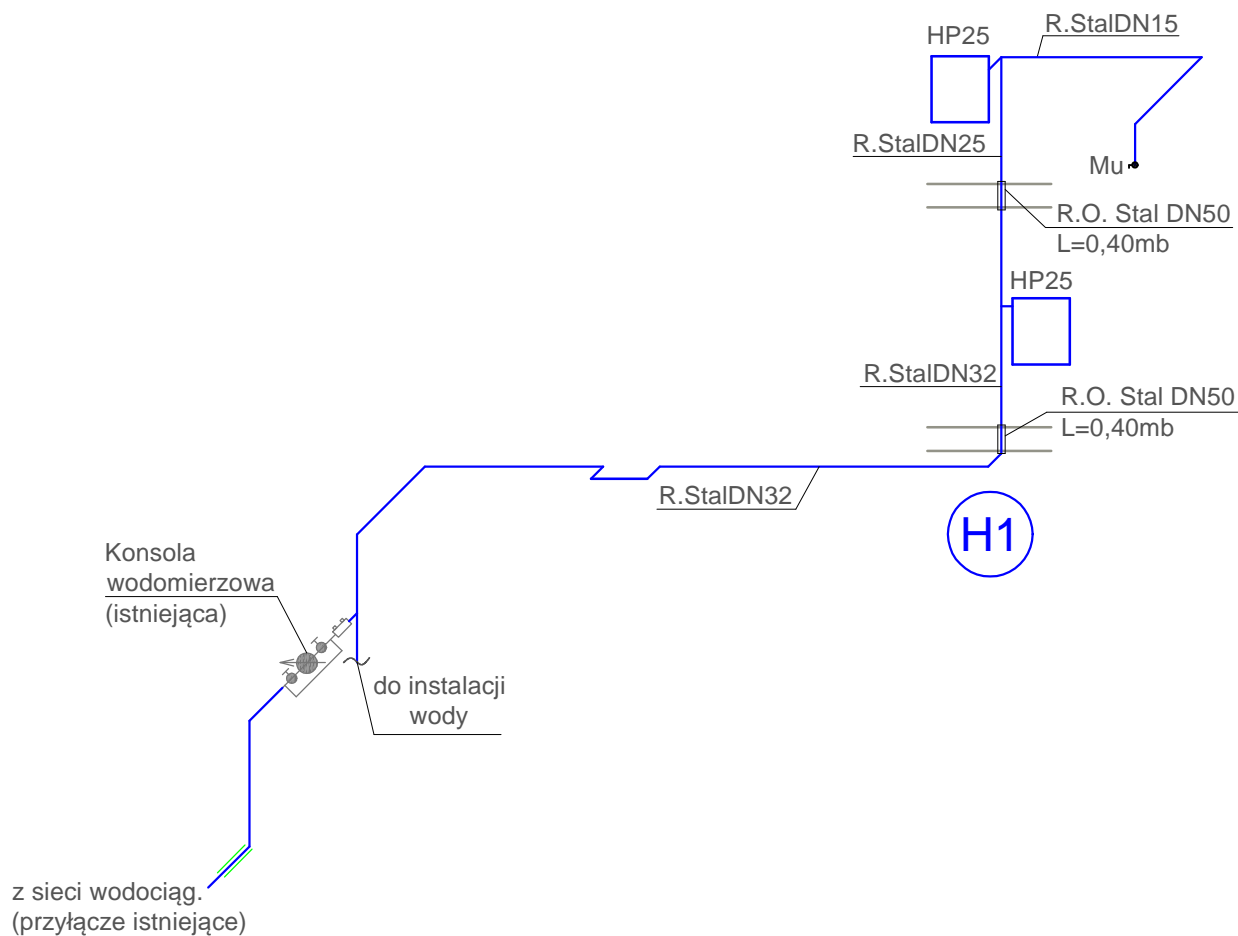 R.StalDN15
HP25
R.StalDN25
Mu
R.O. Stal DN50
L=0,40mb
HP25
R.StalDN32
R.O. Stal DN50
L=0,40mb
R.StalDN32
H1
Konsola
wodomierzowa
(istniejąca)
do instalacji
wody
z sieci wodociąg.
(przyłącze istniejące)